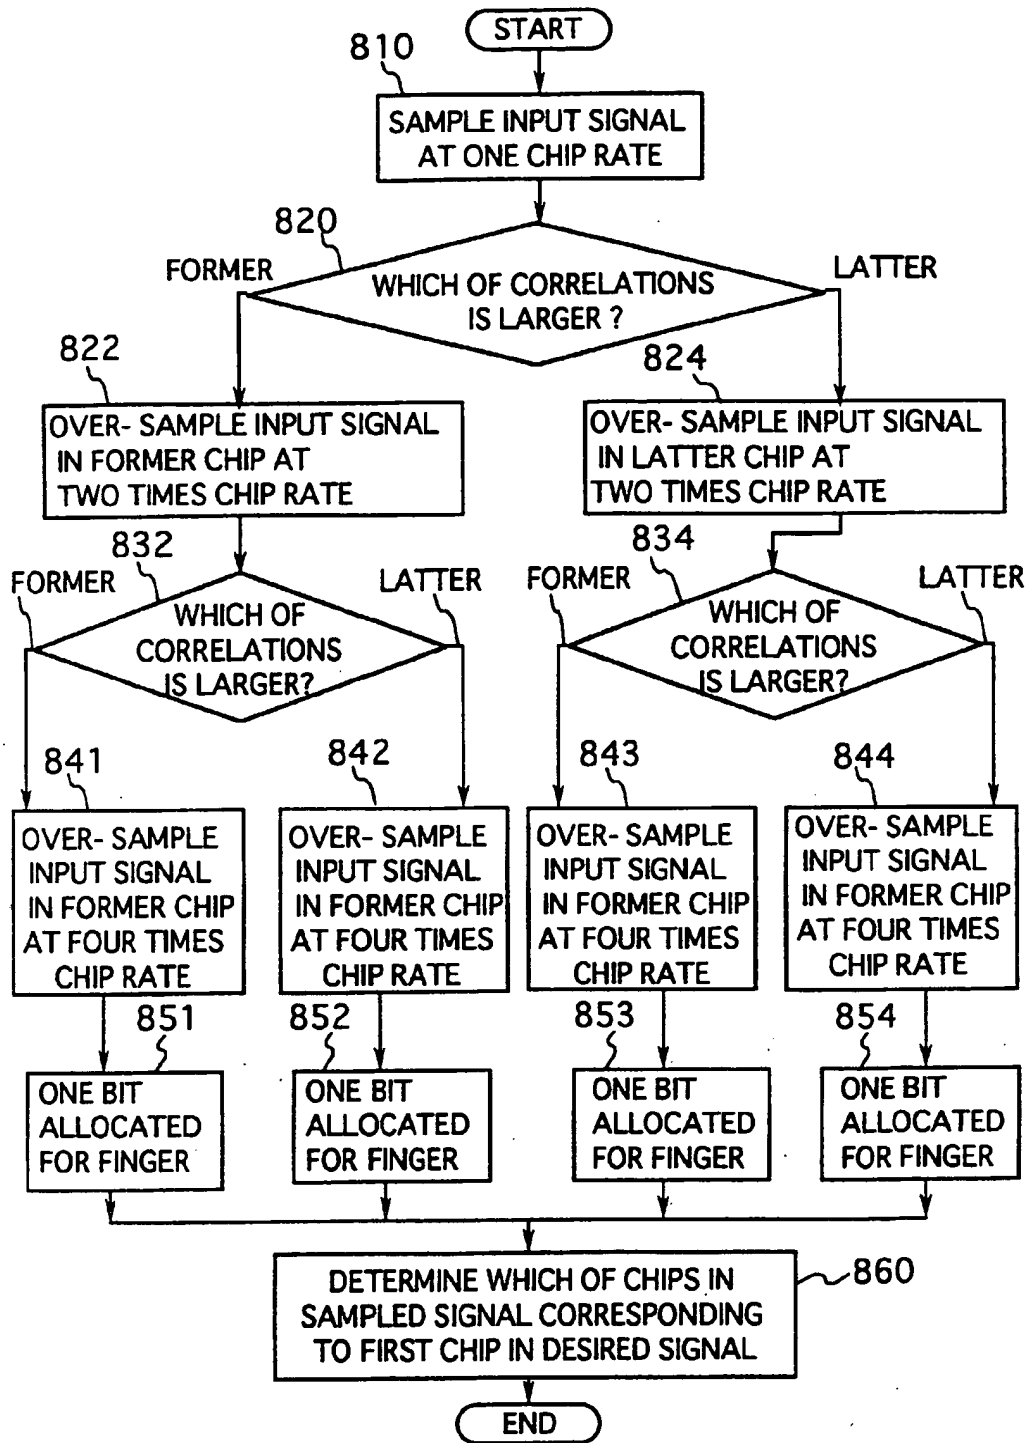 START
810
SAMPLE INPUT SIGNAL
AT ONE CHIP RATE
820
FORMER
LATTER
WHICH OF CORRELATIONS
IS LARGER ?
822
824
OVER- SAMPLE INPUT SIGNAL
IN FORMER CHIP AT
TWO TIMES CHIP RATE
OVER- SAMPLE INPUT SIGNAL
IN LATTER CHIP AT
TWO TIMES CHIP RATE
832
834
FORMER
LATTER
FORMER
LATTER
WHICH OF
CORRELATIONS
IS LARGER?
WHICH OF
CORRELATIONS
IS LARGER?
841
842
843
844
OVER- SAMPLE
INPUT SIGNAL
IN FORMER CHIP
AT FOUR TIMES
CHIP RATE
OVER- SAMPLE
INPUT SIGNAL
IN FORMER CHIP
AT FOUR TIMES
CHIP RATE
OVER- SAMPLE
INPUT SIGNAL
IN FORMER CHIP
AT FOUR TIMES
CHIP RATE
OVER- SAMPLE
INPUT SIGNAL
IN FORMER CHIP
AT FOUR TIMES
CHIP RATE
851
852
853
854
ONE BIT
ALLOCATED
FOR FINGER
ONE BIT
ALLOCATED
FOR FINGER
ONE BIT
ALLOCATED
FOR FINGER
ONE BIT
ALLOCATED
FOR FINGER
860
DETERMINE WHICH OF CHIPS IN
SAMPLED SIGNAL CORRESPONDING
TO FIRST CHIP IN DESIRED SIGNAL
END